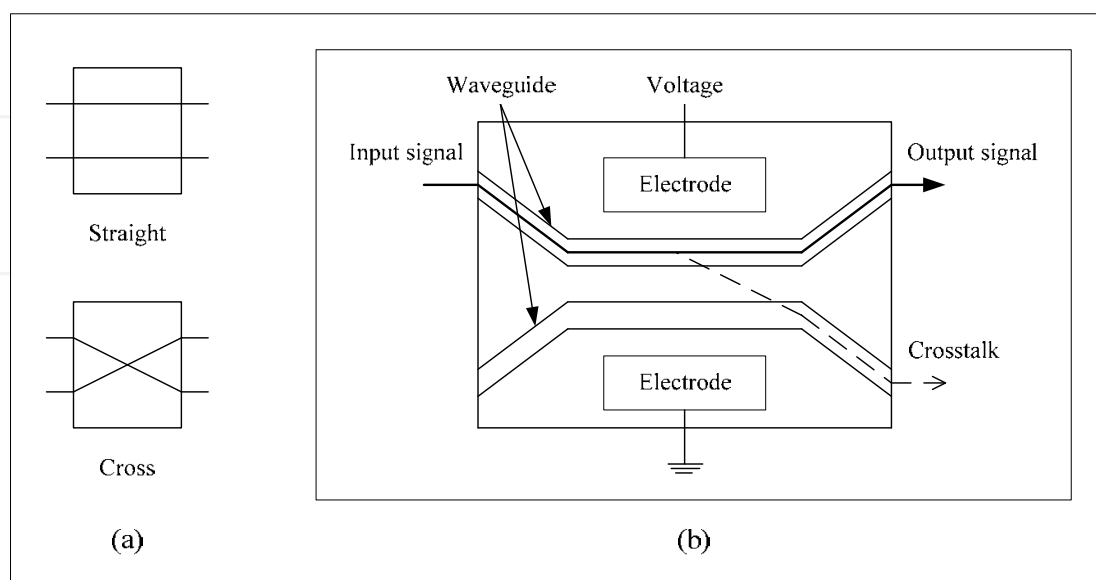 Straight
Cross
(a)
Waveguide
Voltage
Input signal
Electrode
Output signal
Crosstalk
Electrode
(b)